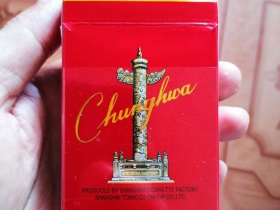 Chunghwa
PRODUCED BY SHANGHAI CIGARETTE FACTORY
SHANGHAI TOBACCO GROUP CO., LTD.